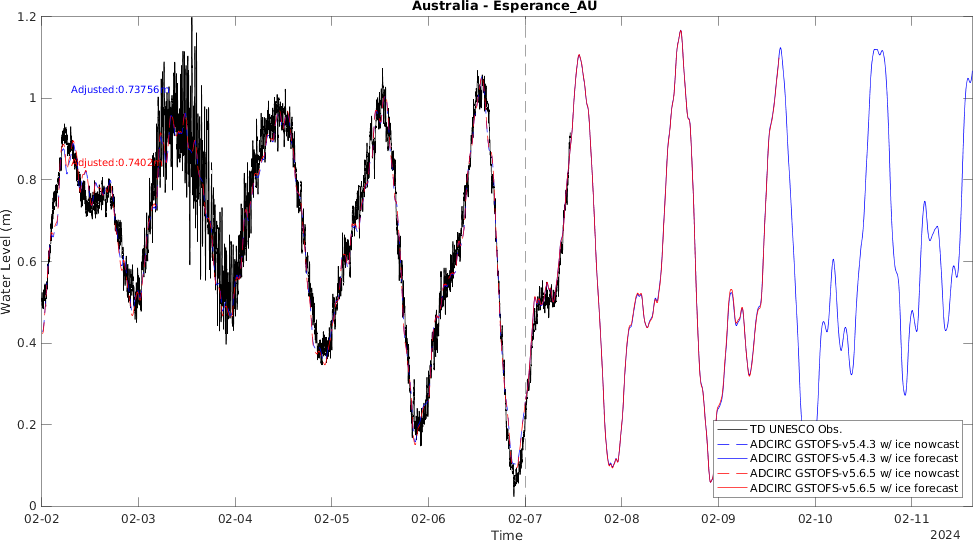 Australia - Esperance_AU
1.2
1
0.8
0.6
0.4
0.2
0
Water Level (m)
Adjusted:0.73756
Adjusted:0.7402
TD UNESCO Obs.
ADCIRC GSTOFS-v5.4.3 w/ ice nowcast
ADCIRC GSTOFS-v5.4.3 w/ ice forecast
ADCIRC GSTOFS-v5.6.5 w/ ice nowcast
ADCIRC GSTOFS-v5.6.5 w/ ice forecast
02-02 02-03 02-04 02-05 02-06 02-07 02-08 02-09 02-10 02-11
Time
2024